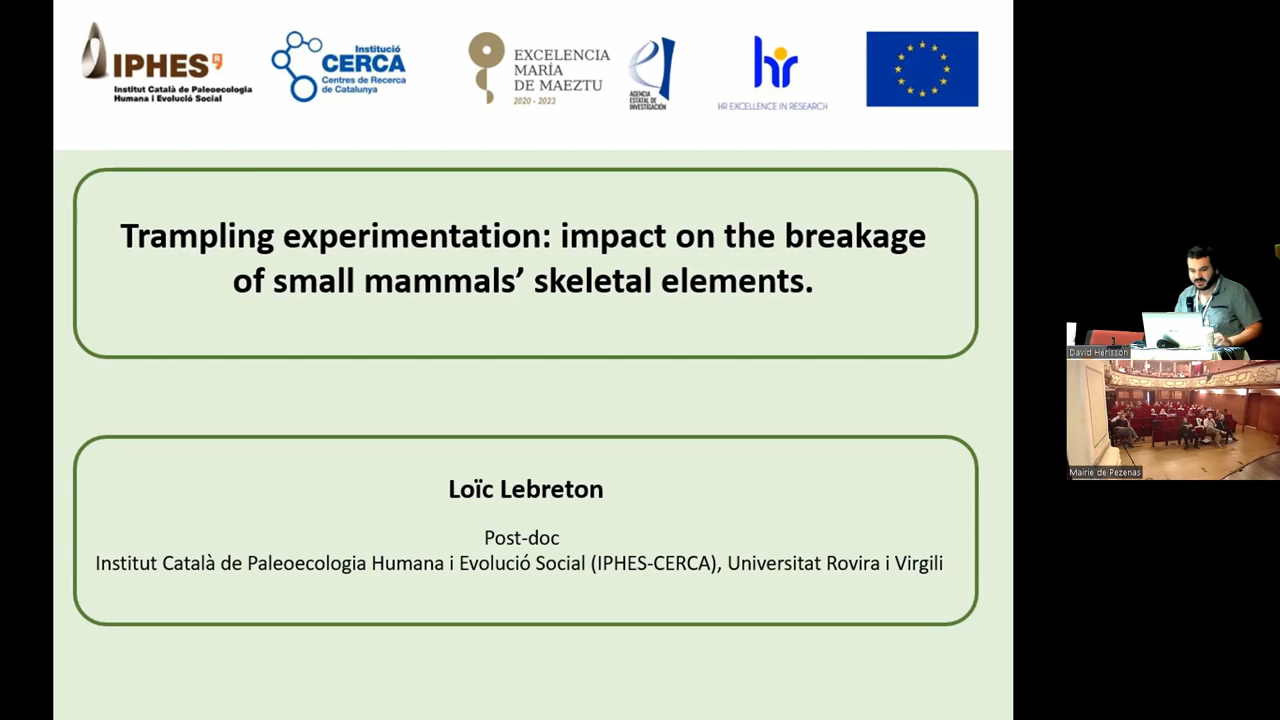 IPHES
Institut Català de Paleoecologia
Humana i Evolució Social
Institució
CERCA
Centres de Recerca
de Catalunya
EXCELENCIA
MARÍA
DE MAEZTU
2020 - 2023
AGENCIA
ESTATAL DE
INVESTIGACIÓN
hr
HR EXCELLENCE IN RESEARCH
Trampling experimentation: impact on the breakage
of small mammals’ skeletal elements.
Loïc Lebreton
Post-doc
Institut Català de Paleoecologia Humana i Evolució Social (IPHES-CERCA), Universitat Rovira i Virgili
David Herisson
Mairie de Pezenas